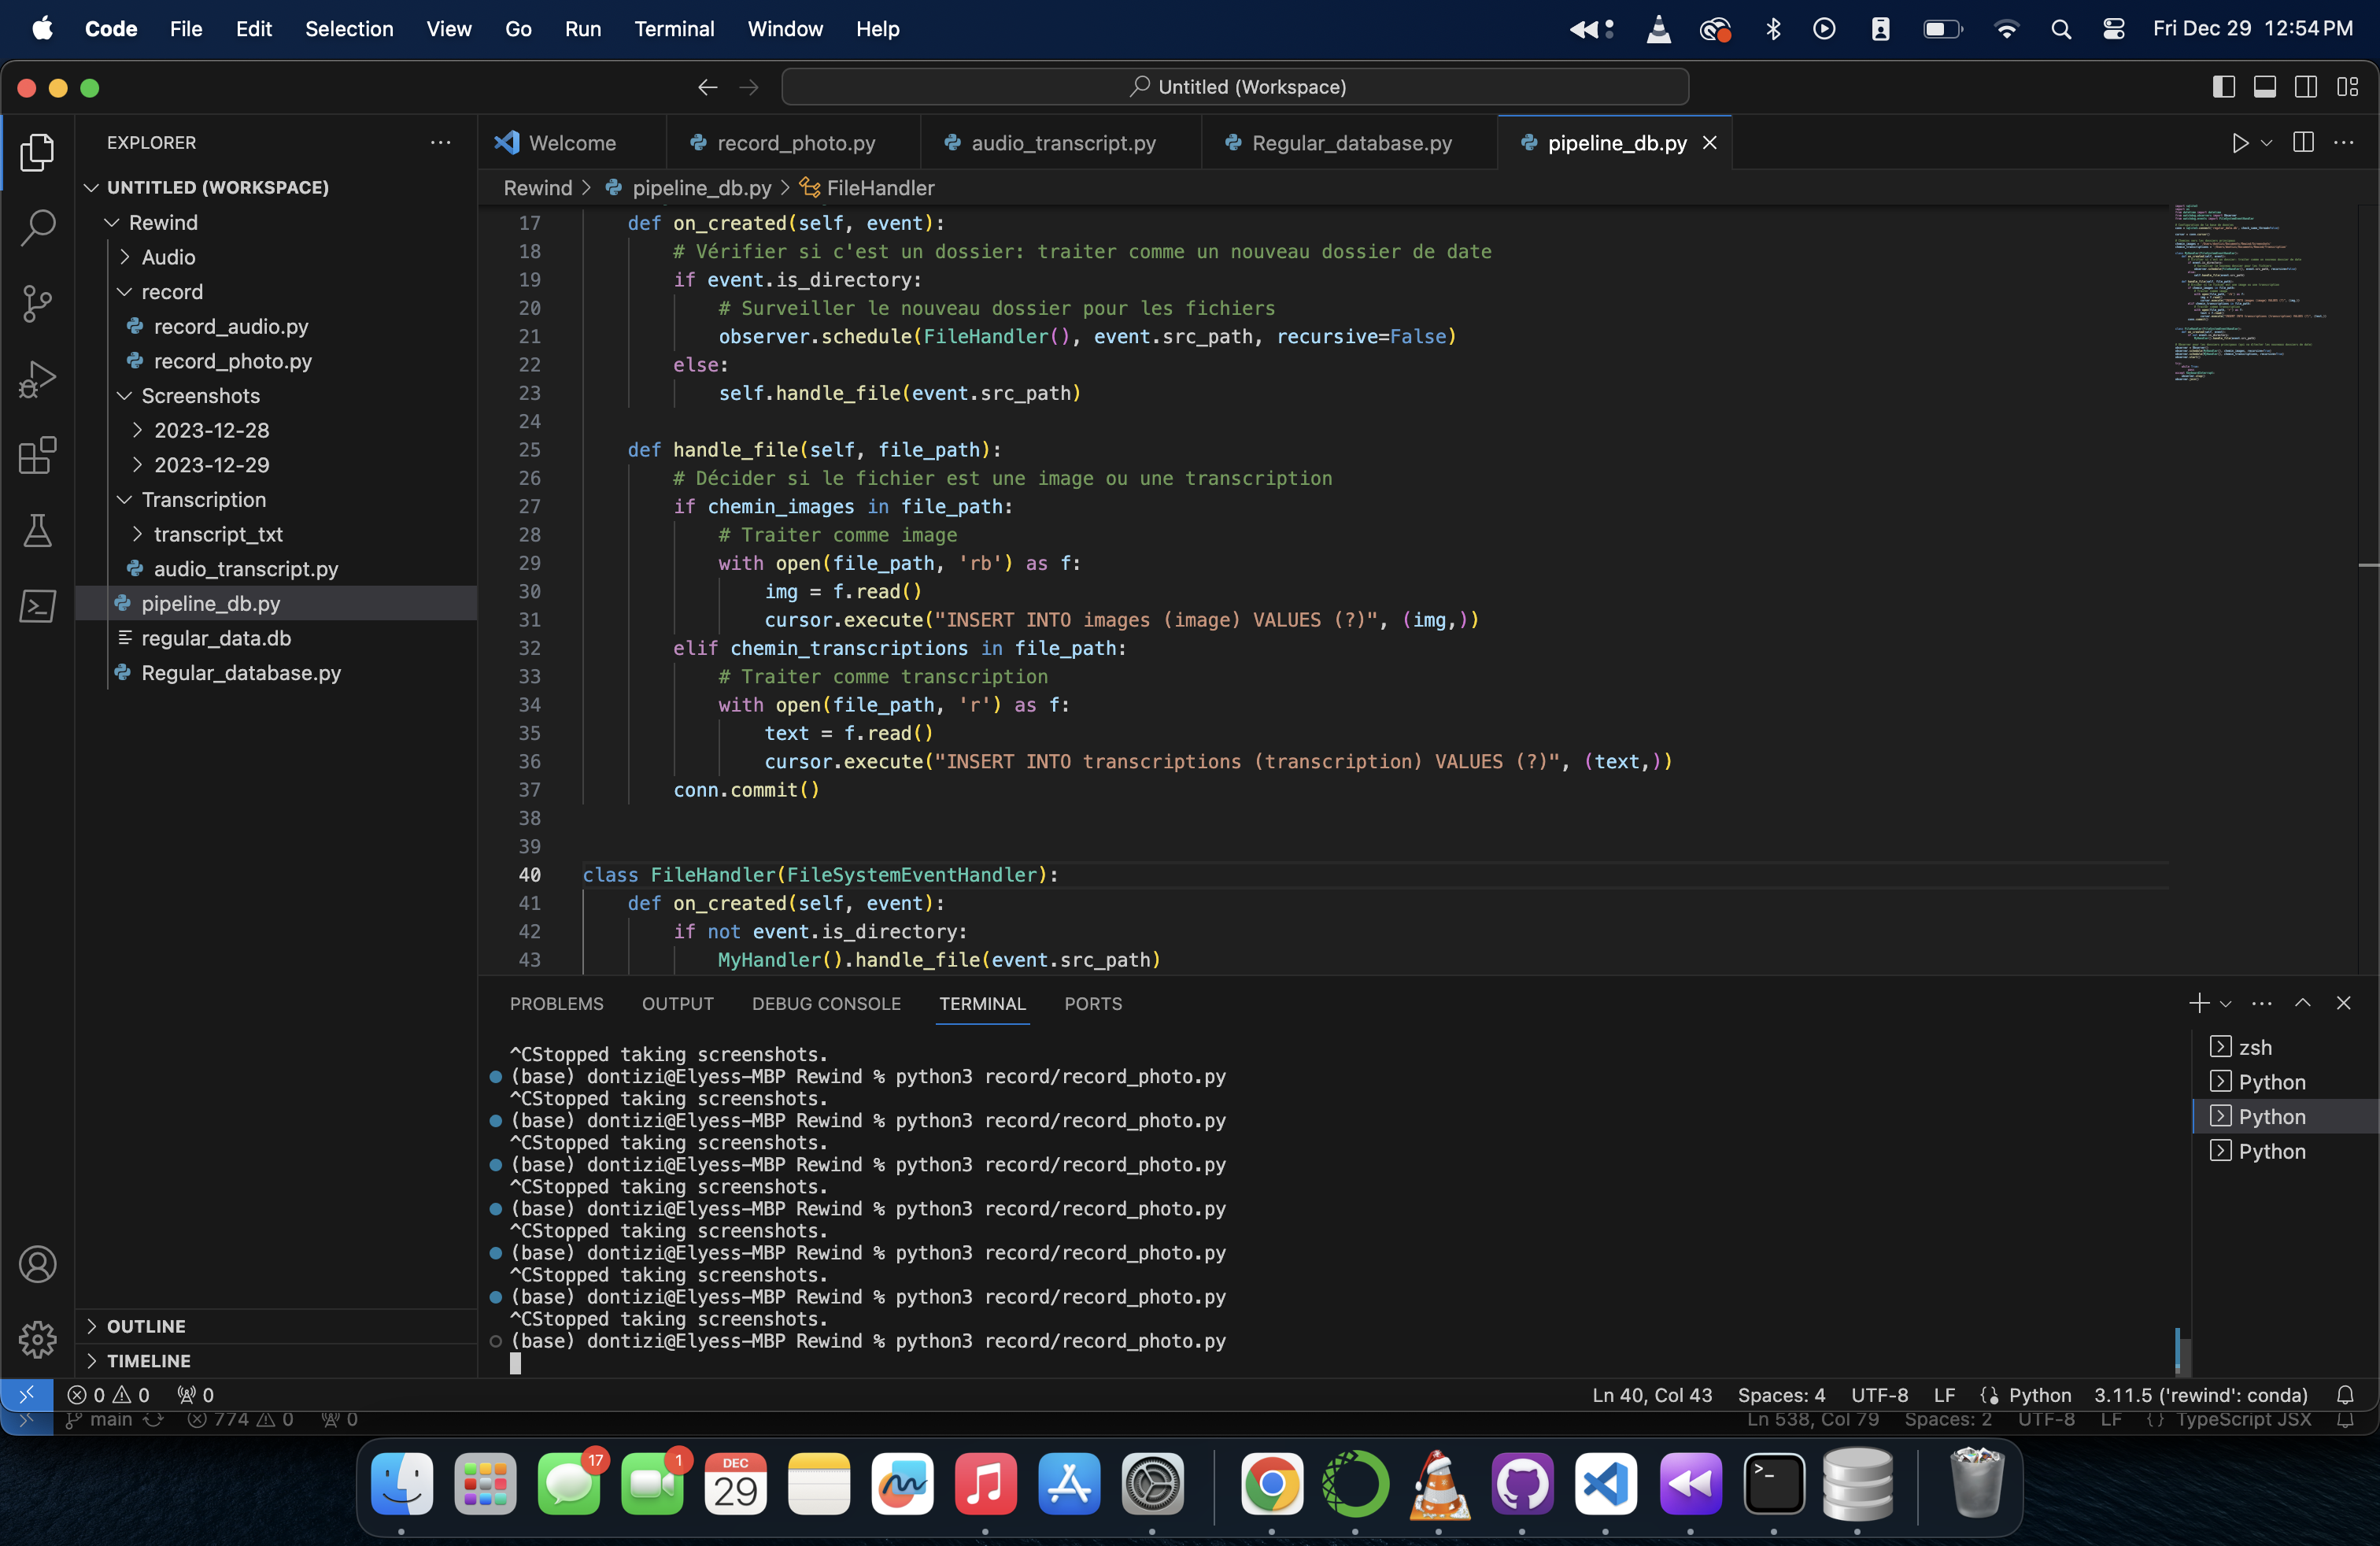 Code File Edit Selection View Go Run Terminal Window Help Fri Dec 29 12:54 PM
Untitled (Workspace)
EXPLORER
UNTITLED (WORKSPACE)
Rewind
Audio
record
record_audio.py
record_photo.py
Screenshots
2023-12-28
2023-12-29
Transcription
transcript_txt
audio_transcript.py
pipeline_db.py
regular_data.db
Regular_database.py
OUTLINE
TIMELINE
Welcome record_photo.py audio_transcript.py Regular_database.py pipeline_db.py
Rewind > pipeline_db.py > FileHandler
17 def on_created(self, event):
18 # Vérifier si c'est un dossier: traiter comme un nouveau dossier de date
19 if event.is_directory:
20 # Surveiller le nouveau dossier pour les fichiers
21 observer.schedule(FileHandler(), event.src_path, recursive=False)
22 else:
23 self.handle_file(event.src_path)
24
25 def handle_file(self, file_path):
26 # Décider si le fichier est une image ou une transcription
27 if chemin_images in file_path:
28 # Traiter comme image
29 with open(file_path, 'rb') as f:
30 img = f.read()
31 cursor.execute("INSERT INTO images (image) VALUES (?)", (img,))
32 elif chemin_transcriptions in file_path:
33 # Traiter comme transcription
34 with open(file_path, 'r') as f:
35 text = f.read()
36 cursor.execute("INSERT INTO transcriptions (transcription) VALUES (?)", (text,))
37 conn.commit()
38
39
40 class FileHandler(FileSystemEventHandler):
41 def on_created(self, event):
42 if not event.is_directory:
43 MyHandler().handle_file(event.src_path)
PROBLEMS OUTPUT DEBUG CONSOLE TERMINAL PORTS
^CStopped taking screenshots.
(base) dontizi@Elyess-MBP Rewind % python3 record/record_photo.py
^CStopped taking screenshots.
(base) dontizi@Elyess-MBP Rewind % python3 record/record_photo.py
^CStopped taking screenshots.
(base) dontizi@Elyess-MBP Rewind % python3 record/record_photo.py
^CStopped taking screenshots.
(base) dontizi@Elyess-MBP Rewind % python3 record/record_photo.py
^CStopped taking screenshots.
(base) dontizi@Elyess-MBP Rewind % python3 record/record_photo.py
^CStopped taking screenshots.
(base) dontizi@Elyess-MBP Rewind % python3 record/record_photo.py
^CStopped taking screenshots.
(base) dontizi@Elyess-MBP Rewind % python3 record/record_photo.py
zsh
Python
Python
Python
0 0 0 Ln 40, Col 43 Spaces: 4 UTF-8 LF Python 3.11.5 ('rewind': conda)
main 774 0 0 Ln 538, Col 79 Spaces: 2 UTF-8 LF {} TypeScript JSX
17 1 DEC
29